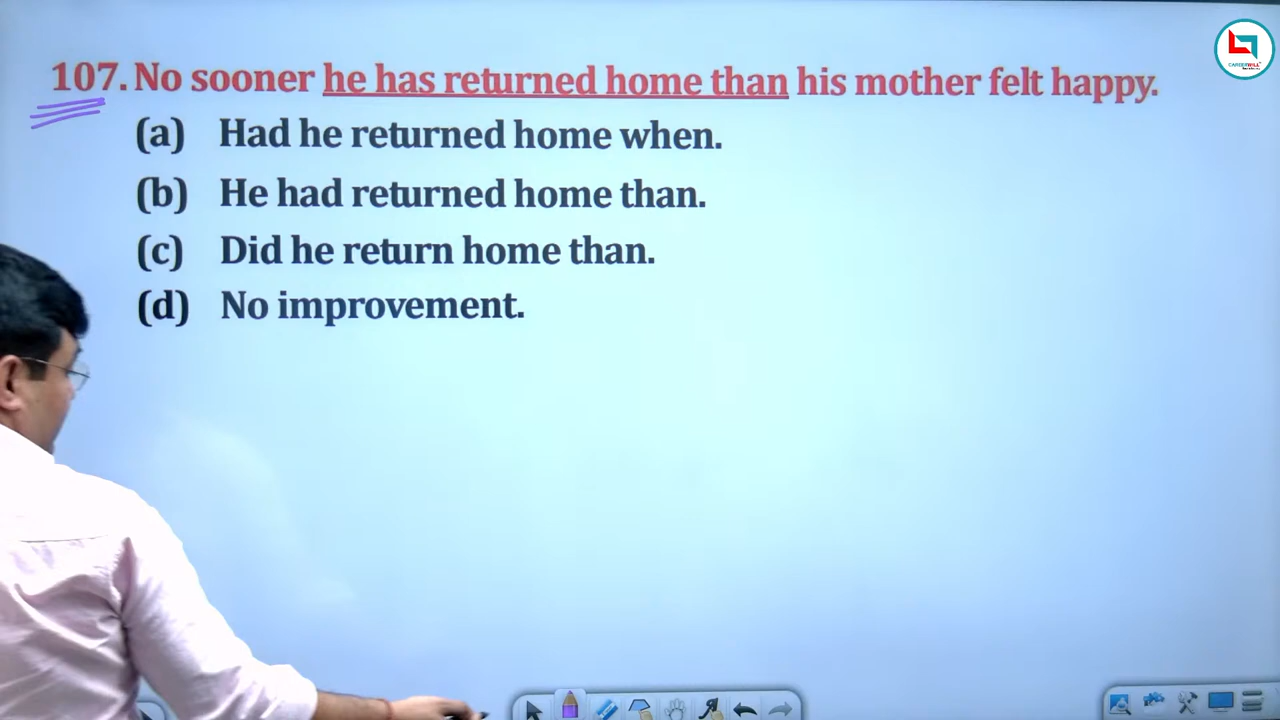 107. No sooner he has returned home than his mother felt happy.
(a) Had he returned home when.
(b) He had returned home than.
(c) Did he return home than.
(d) No improvement.
CAREERWILL